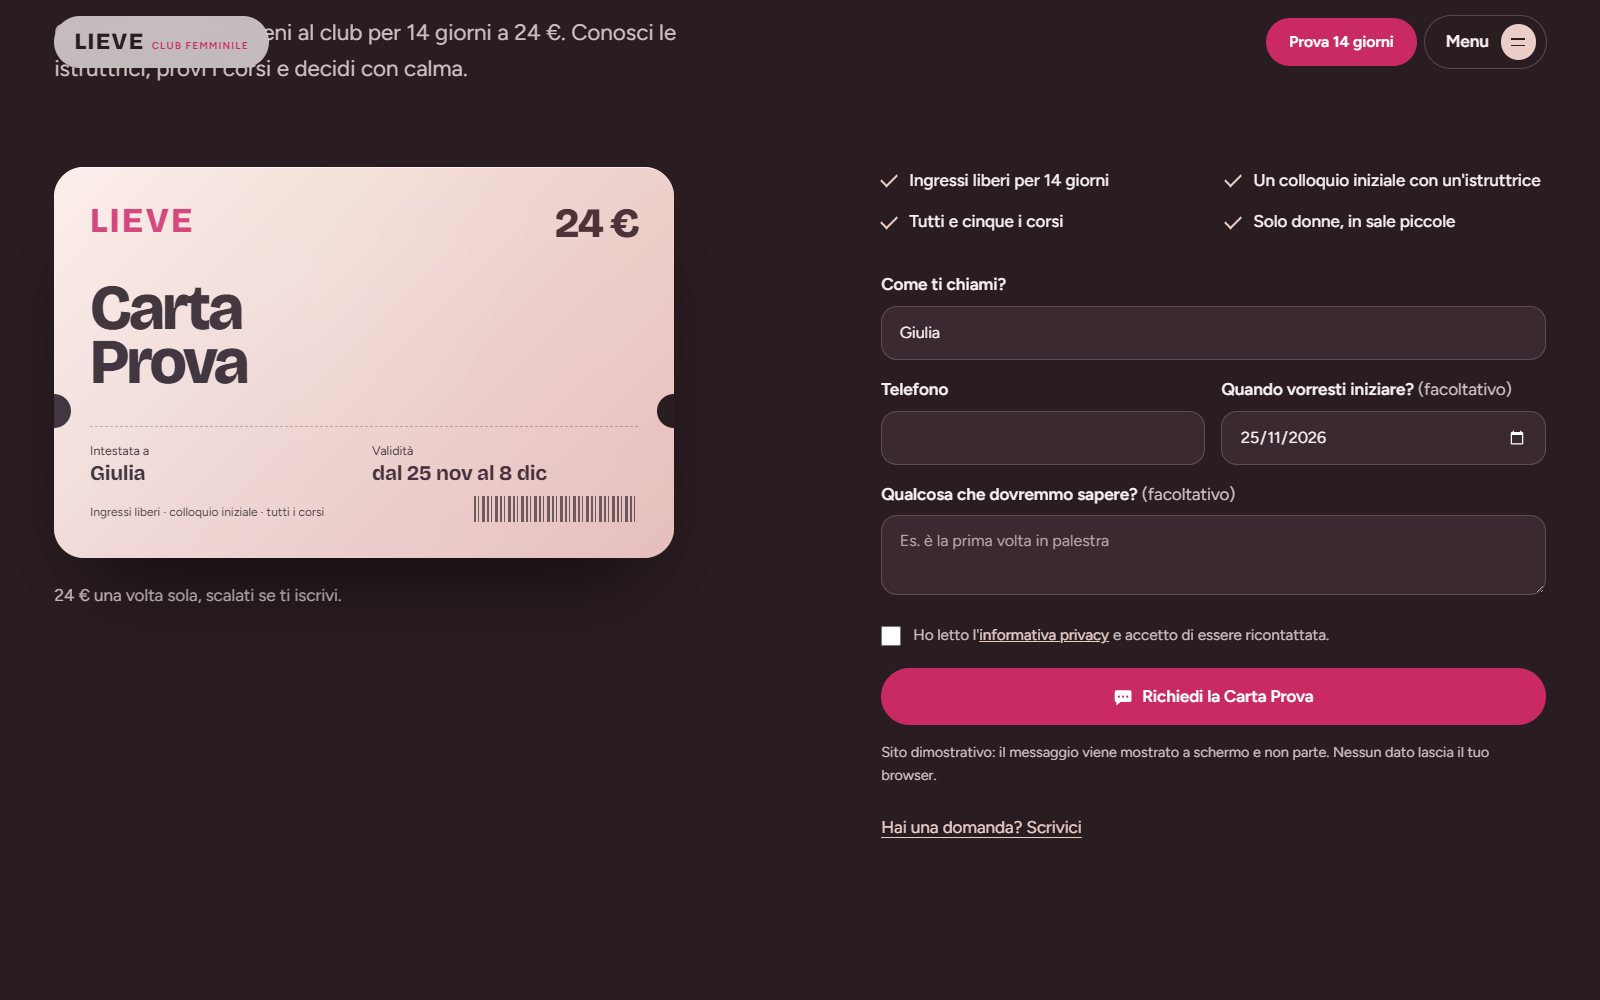 LIEVE CLUB FEMMINILE
eni al club per 14 giorni a 24 €. Conosci le
istruttrici, provi i corsi e decidi con calma.
Prova 14 giorni
Menu
LIEVE
24 €
Carta
Prova
Intestata a
Giulia
Validità
dal 25 nov al 8 dic
Ingressi liberi · colloquio iniziale · tutti i corsi
24 € una volta sola, scalati se ti iscrivi.
Ingressi liberi per 14 giorni
Un colloquio iniziale con un'istruttrice
Tutti e cinque i corsi
Solo donne, in sale piccole
Come ti chiami?
Giulia
Telefono
Quando vorresti iniziare? (facoltativo)
25/11/2026
Qualcosa che dovremmo sapere? (facoltativo)
Es. è la prima volta in palestra
Ho letto l'informativa privacy e accetto di essere ricontattata.
Richiedi la Carta Prova
Sito dimostrativo: il messaggio viene mostrato a schermo e non parte. Nessun dato lascia il tuo
browser.
Hai una domanda? Scrivici